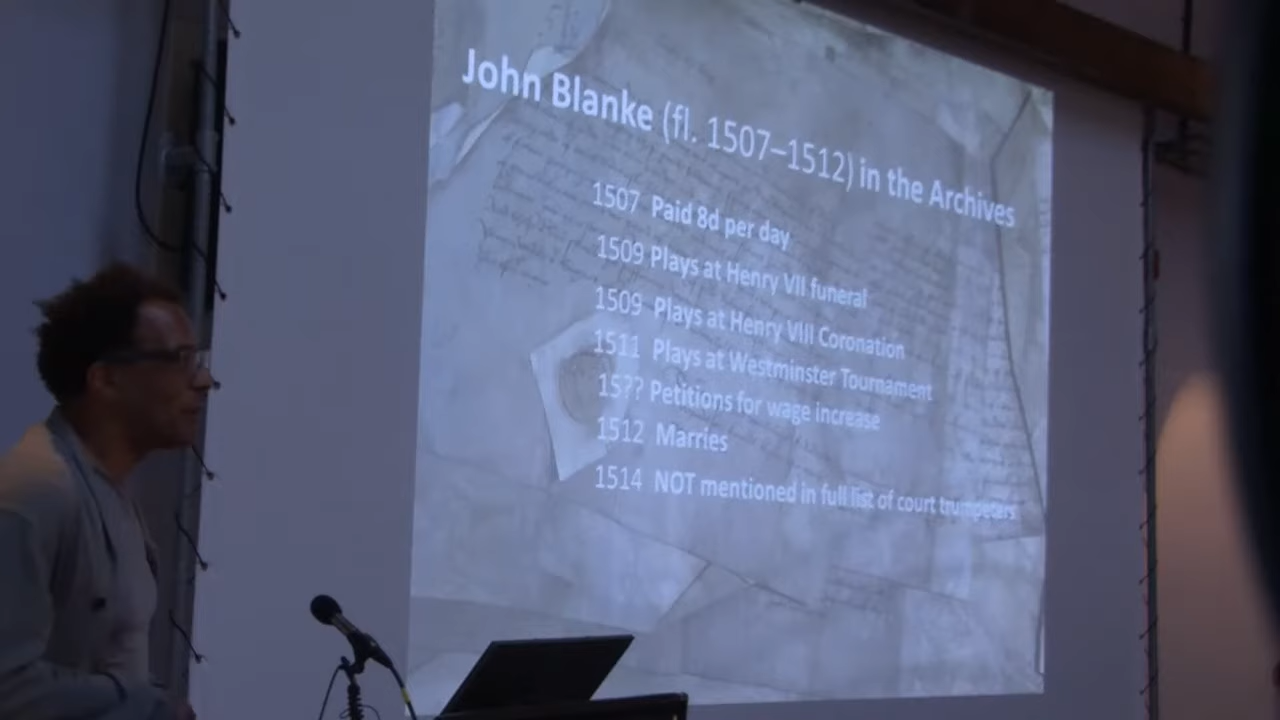 John Blanke (fl. 1507–1512) in the Archives
1507 Paid 8d per day
1509 Plays at Henry VII funeral
1509 Plays at Henry VIII Coronation
1511 Plays at Westminster Tournament
15?? Petitions for wage increase
1512 Marries
1514 NOT mentioned in full list of court trumpeters